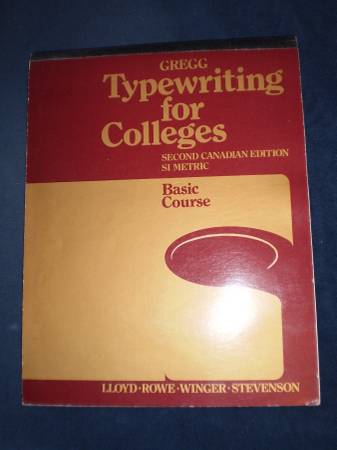 GREGG
Typewriting
for
Colleges
SECOND CANADIAN EDITION
SI METRIC
Basic
Course
LLOYD · ROWE · WINGER · STEVENSON